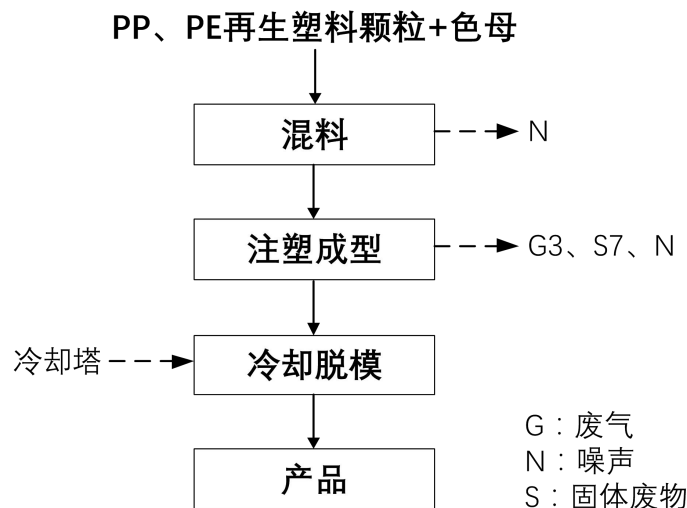 PP、PE再生塑料颗粒+色母
混料
N
注塑成型
G3、S7、N
冷却塔
冷却脱模
产品
G：废气
N：噪声
S：固体废物